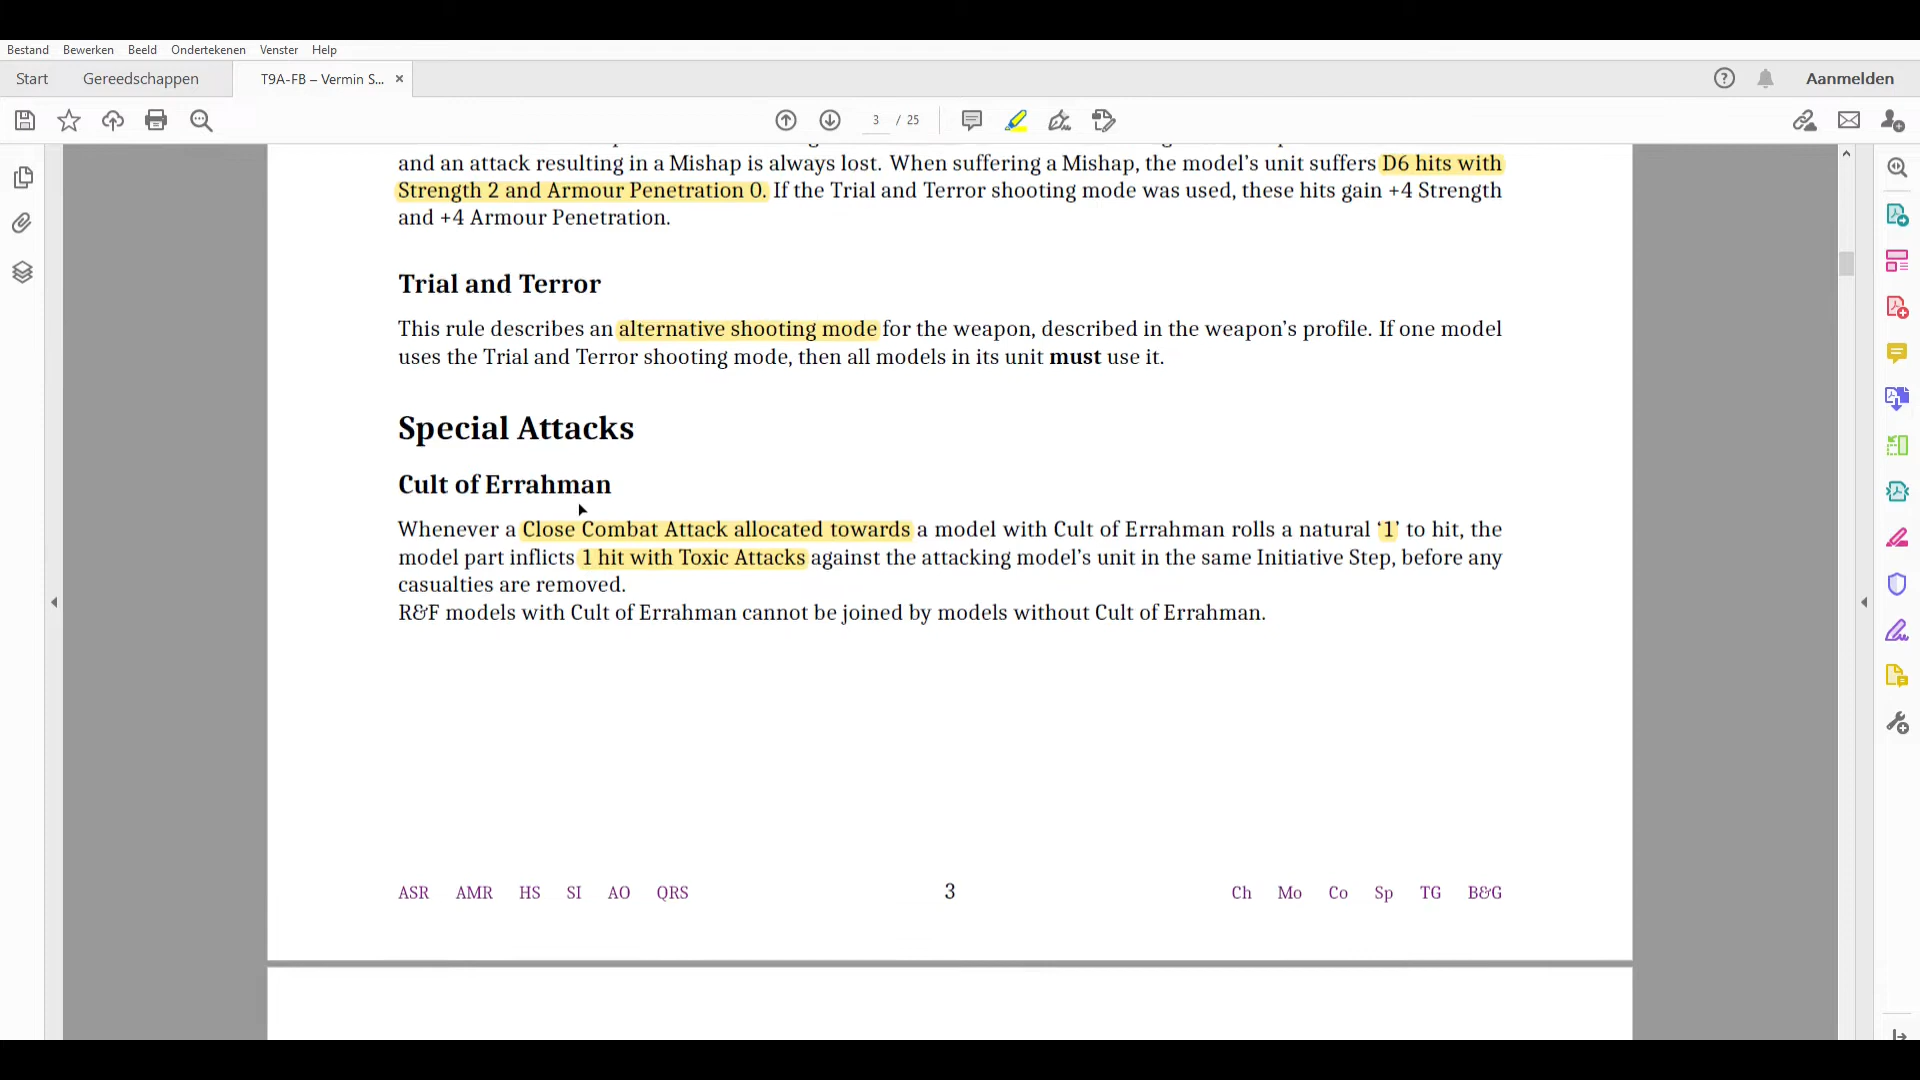 Bestand Bewerken Beeld Ondertekenen Venster Help
Start Gereedschappen T9A-FB – Vermin S... × Aanmelden
3 / 25
and an attack resulting in a Mishap is always lost. When suffering a Mishap, the model’s unit suffers D6 hits with
Strength 2 and Armour Penetration 0. If the Trial and Terror shooting mode was used, these hits gain +4 Strength
and +4 Armour Penetration.
Trial and Terror
This rule describes an alternative shooting mode for the weapon, described in the weapon’s profile. If one model
uses the Trial and Terror shooting mode, then all models in its unit must use it.
Special Attacks
Cult of Errahman
Whenever a Close Combat Attack allocated towards a model with Cult of Errahman rolls a natural ‘1’ to hit, the
model part inflicts 1 hit with Toxic Attacks against the attacking model’s unit in the same Initiative Step, before any
casualties are removed.
R&F models with Cult of Errahman cannot be joined by models without Cult of Errahman.
ASR AMR HS SI AO QRS 3 Ch Mo Co Sp TG B&G